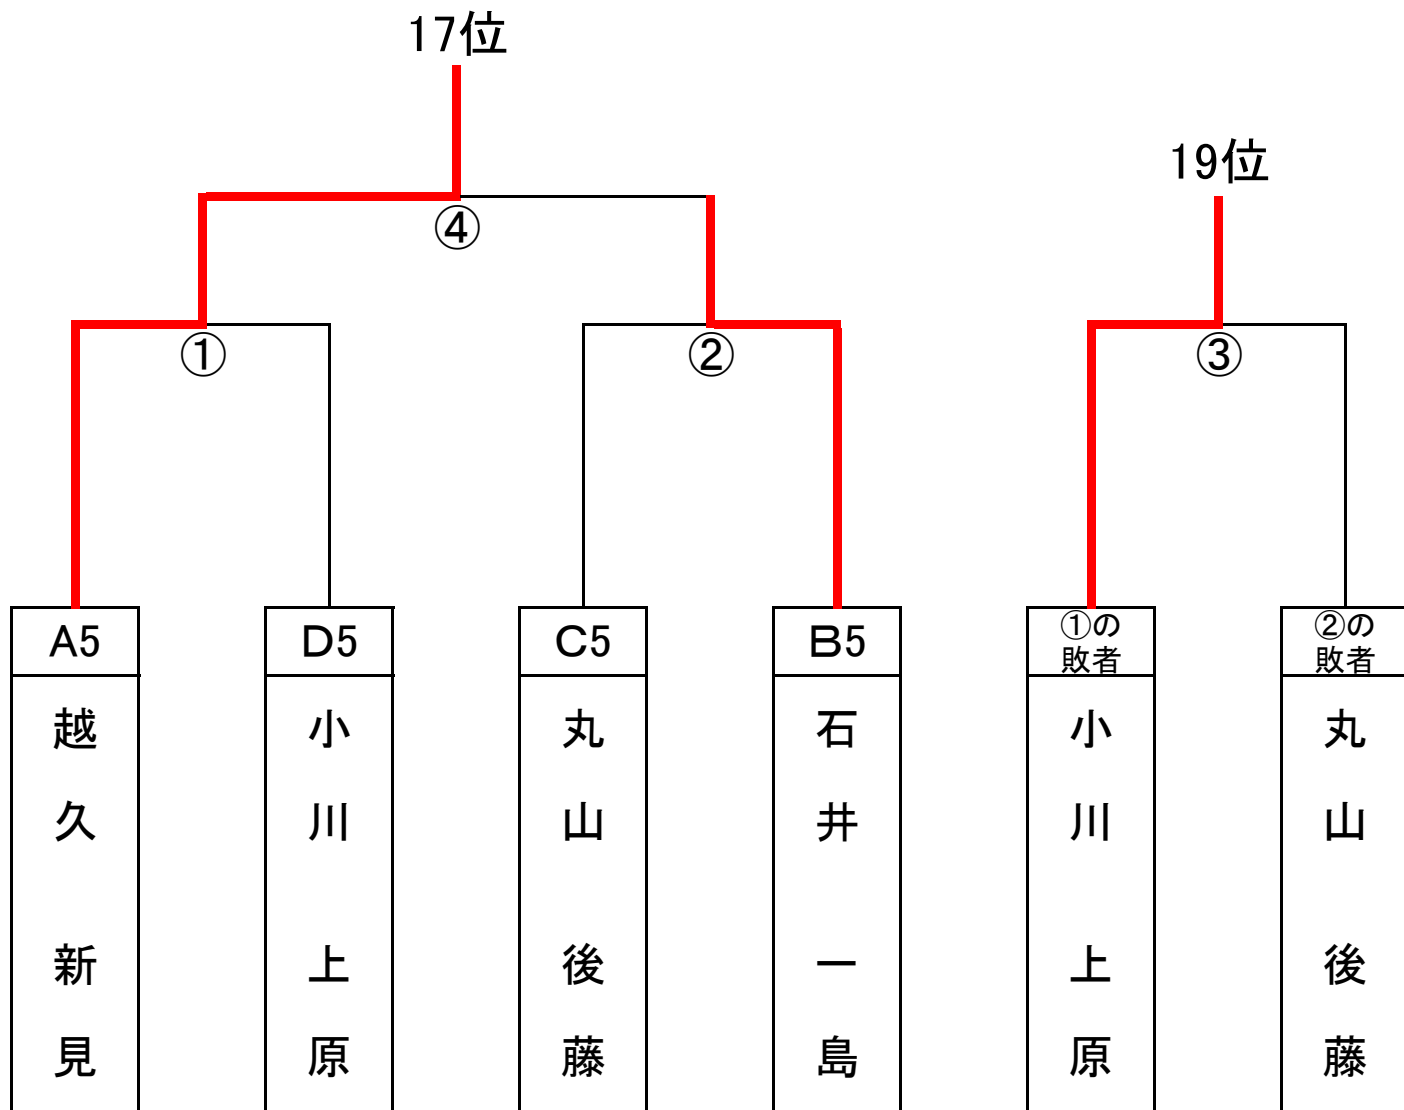 17位
19位
④
①
②
③
A5
D5
C5
B5
①の
敗者
②の
敗者
越久
新見
小川
上原
丸山
後藤
石井
一島
小川
上原
丸山
後藤